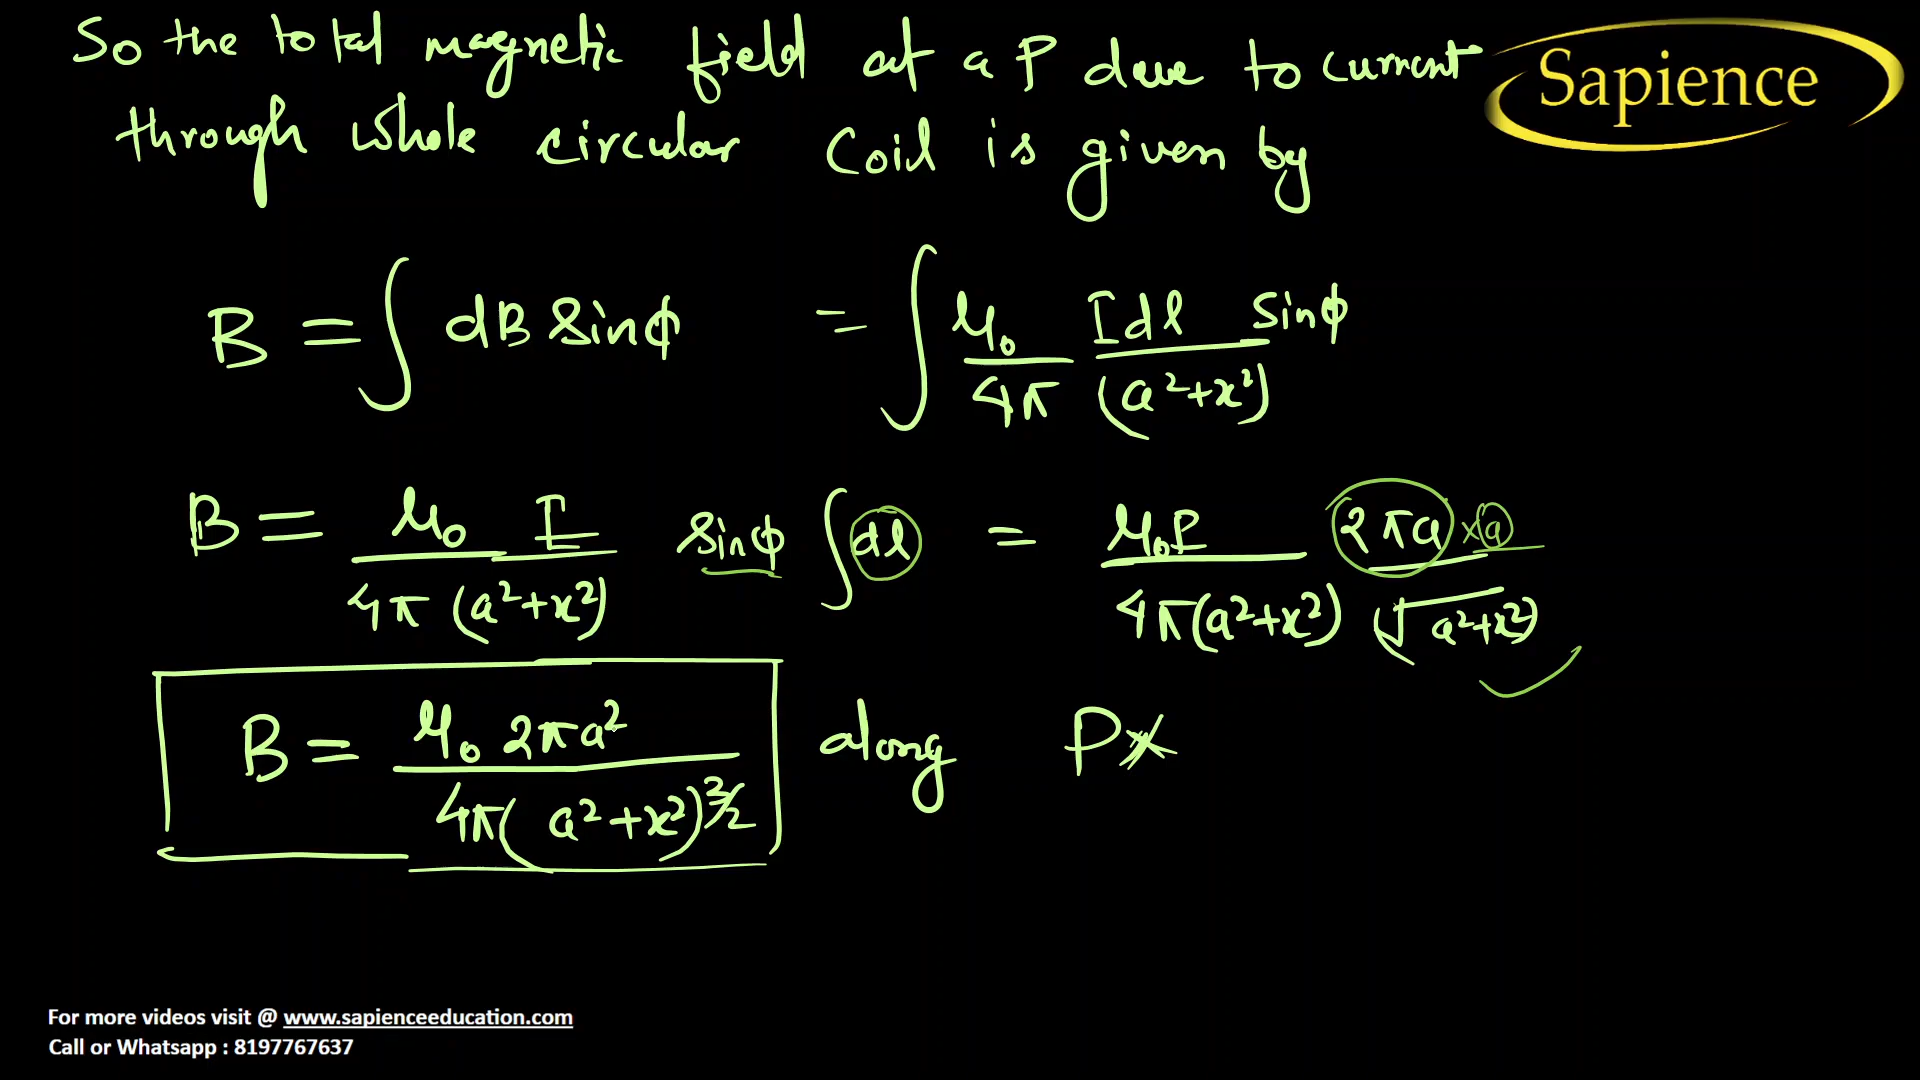 So the total magnetic field at a P due to current
Sapience
through whole circular coil is given by
B = ∫ dB sinϕ = ∫ μ₀/4π Idl sinϕ/(a²+x²)
B = μ₀ I/4π (a²+x²) sinϕ ∫ dl = μ₀I/4π(a²+x²) 2πa × a/(√a²+x²)
B = μ₀ 2πa²/4π(a²+x²)^3/2 along PX
For more videos visit @ www.sapienceeducation.com
Call or Whatsapp : 8197767637